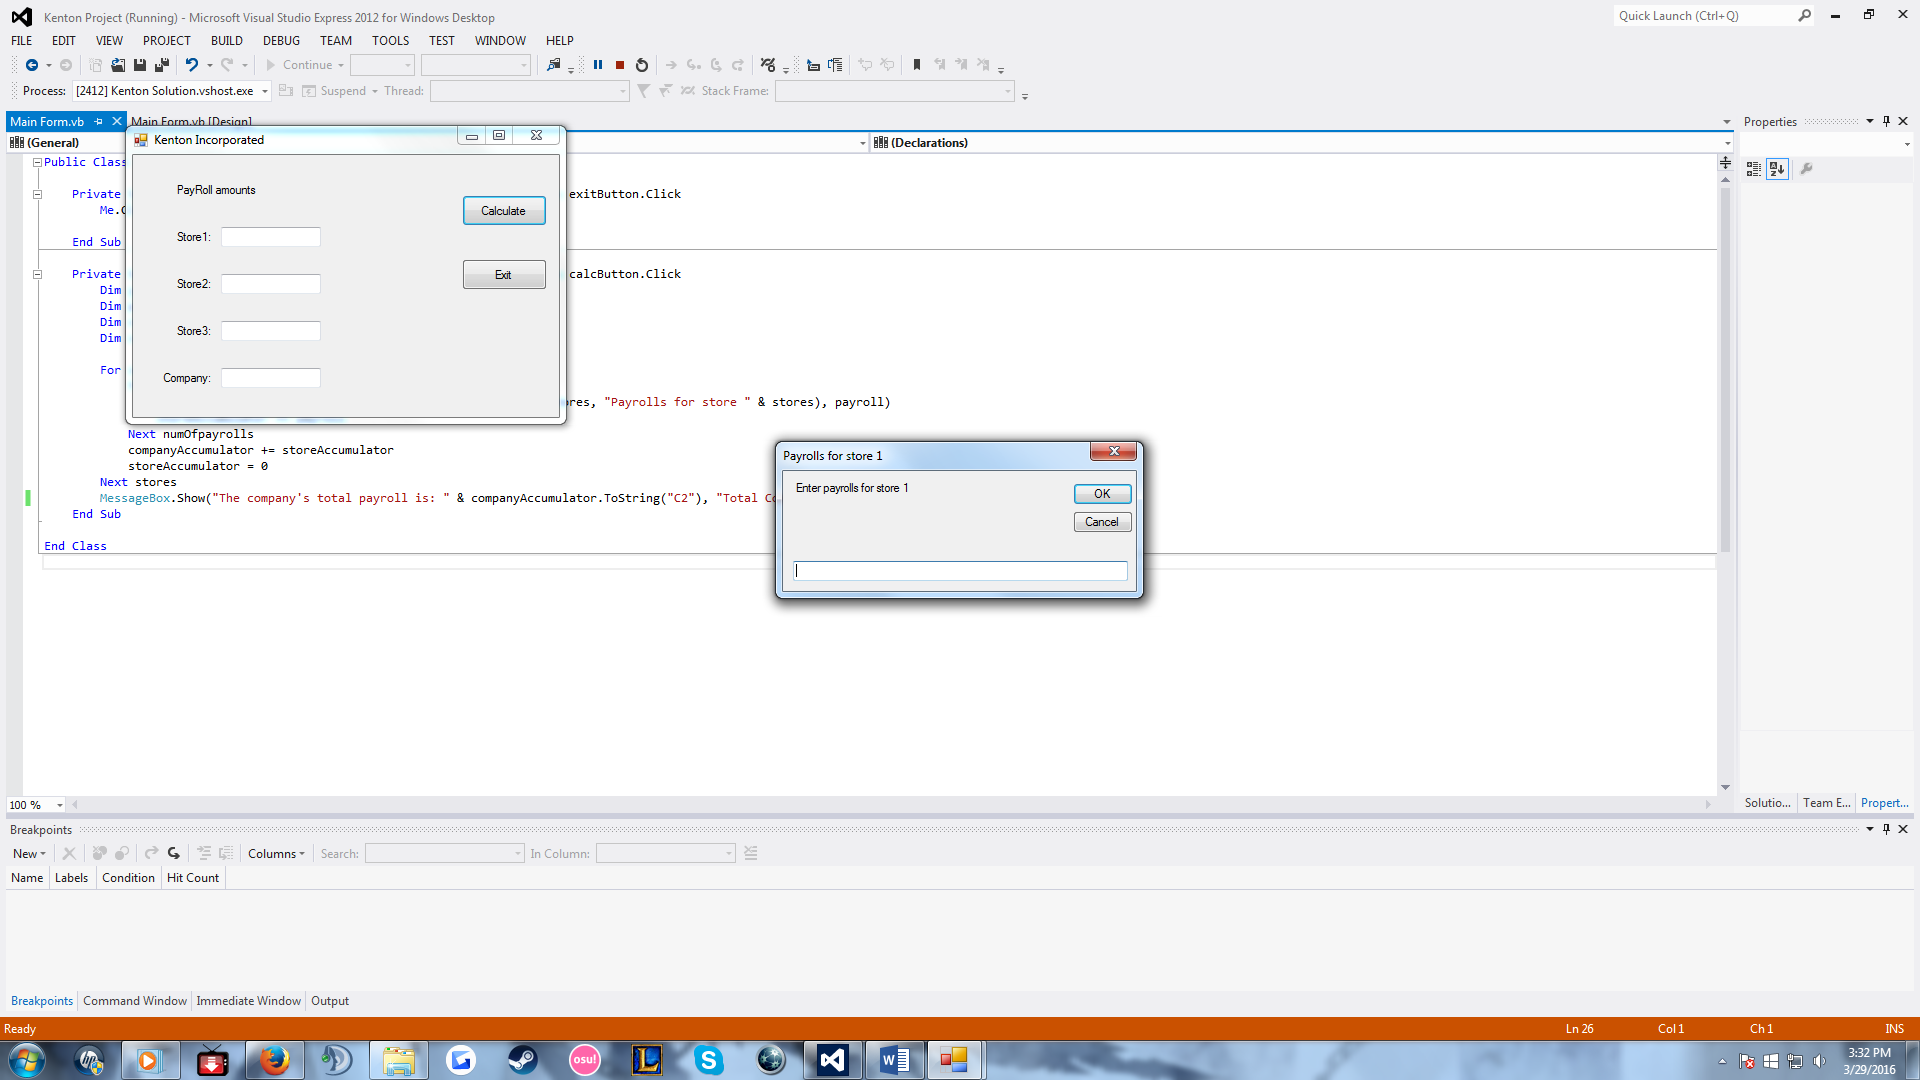 Kenton Project (Running) - Microsoft Visual Studio Express 2012 for Windows Desktop
Quick Launch (Ctrl+Q)
FILE EDIT VIEW PROJECT BUILD DEBUG TEAM TOOLS TEST WINDOW HELP
Continue
Process: [2412] Kenton Solution.vshost.exe Suspend Thread: Stack Frame:
Main Form.vb Main Form.vb [Design]
(General)
(Declarations)
Public Class
Private exitButton.Click
End Sub
Private calcButton.Click
Dim
Dim
Dim
Dim
For
"Payrolls for store " & stores), payroll)
Next numOfpayrolls
companyAccumulator += storeAccumulator
storeAccumulator = 0
Next stores
MessageBox.Show("The company's total payroll is: " & companyAccumulator.ToString("C2"), "Total
End Sub
End Class
Kenton Incorporated
PayRoll amounts
Calculate
Store1:
Exit
Store2:
Store3:
Company:
Payrolls for store 1
Enter payrolls for store 1
OK
Cancel
Properties
Solutio... Team E... Propert...
100 %
Breakpoints
New Columns Search: In Column:
Name Labels Condition Hit Count
Breakpoints Command Window Immediate Window Output
Ready Ln 26 Col 1 Ch 1 INS
hp
osu!
L
S
W
3:32 PM
3/29/2016